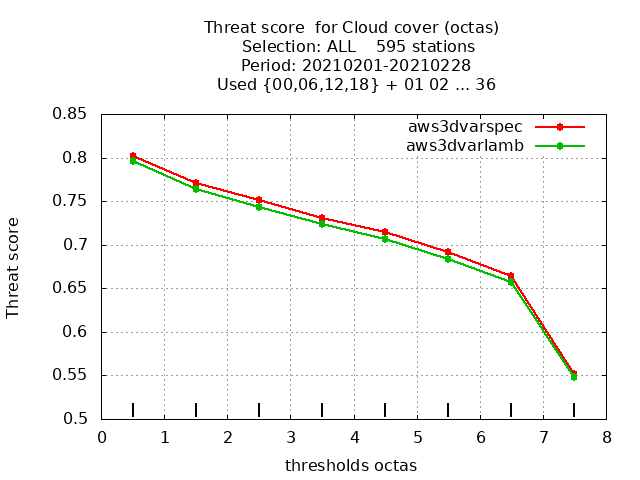 Threat score  for Cloud cover (octas)
Selection: ALL    595 stations
Period: 20210201-20210228
Used {00,06,12,18} + 01 02 ... 36
aws3dvarspec
aws3dvarlamb
Threat score
0.85
0.8
0.75
0.7
0.65
0.6
0.55
0.5
0 1 2 3 4 5 6 7 8
thresholds octas